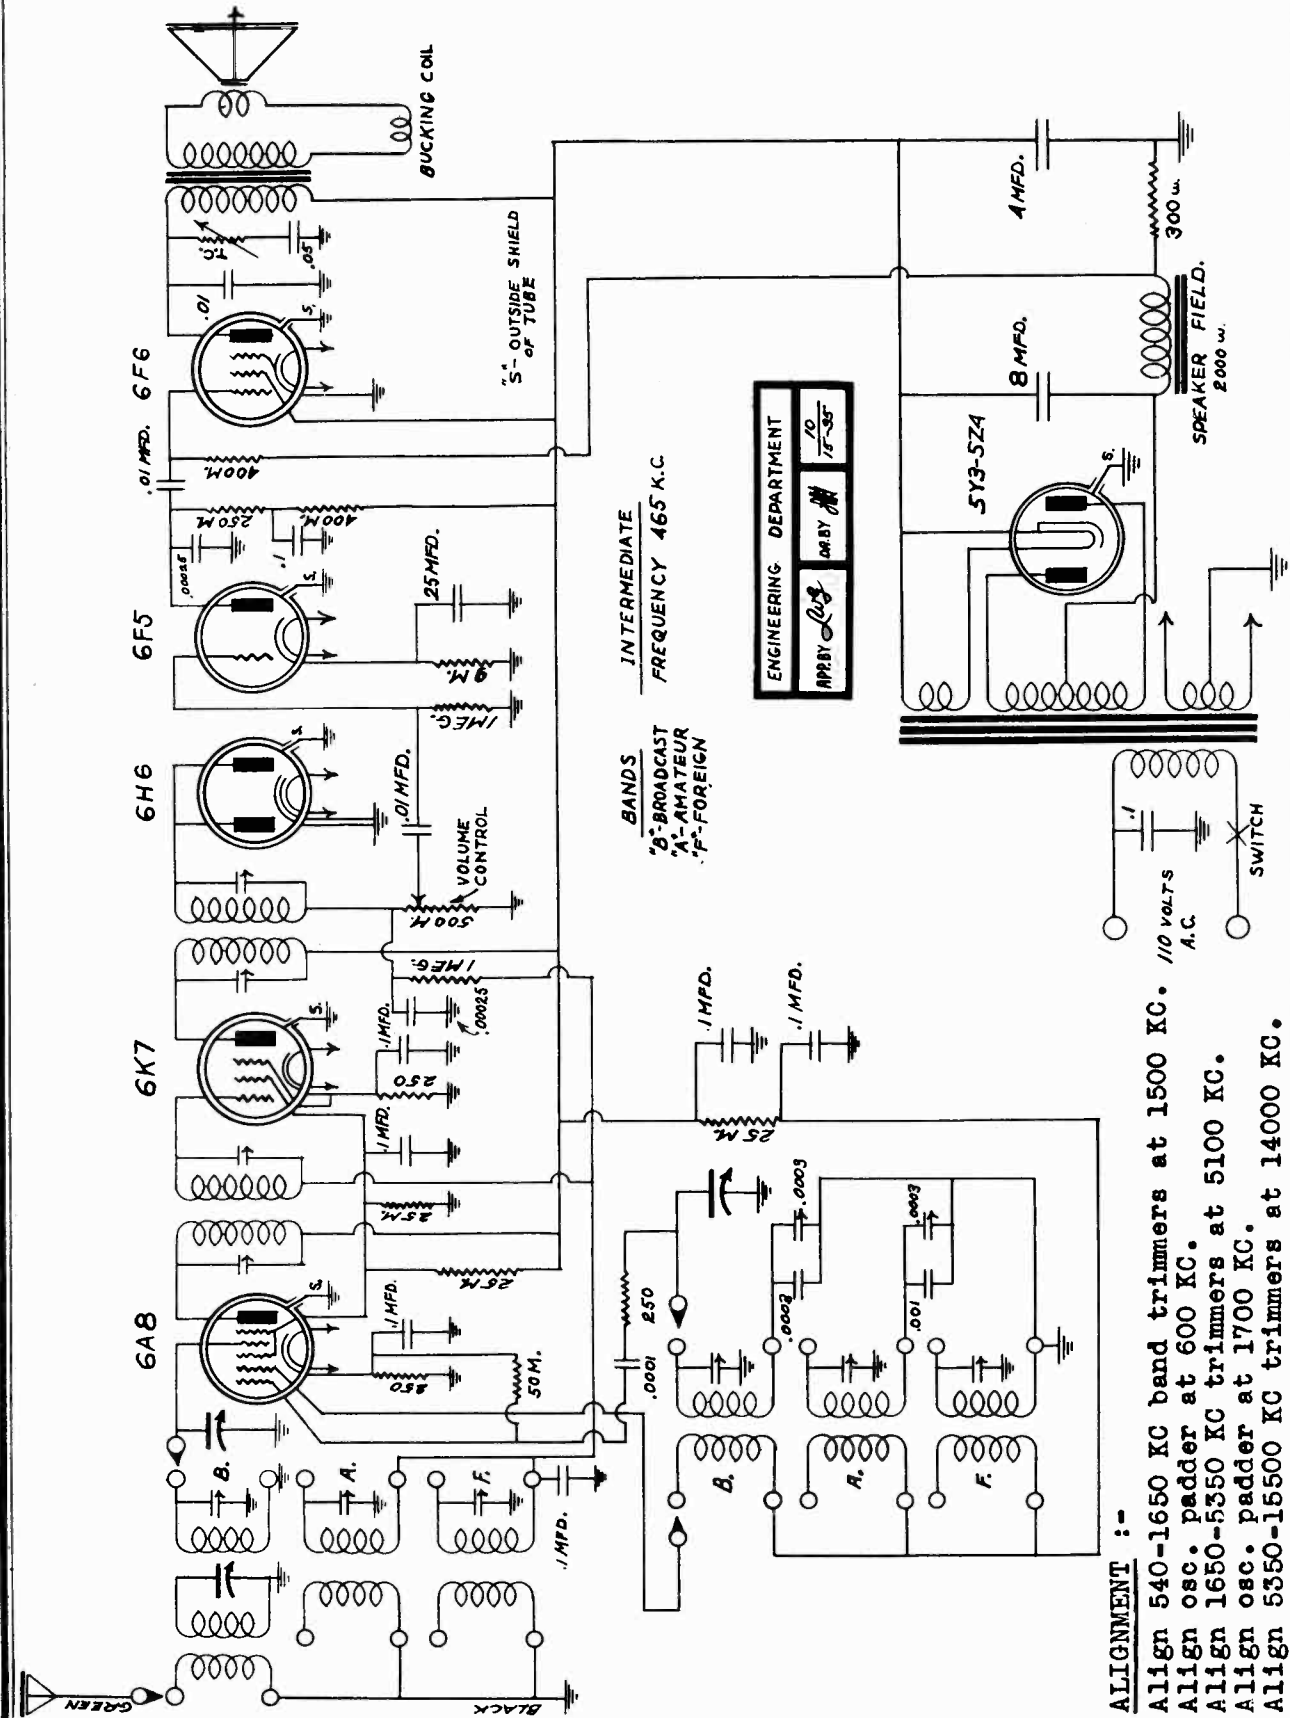 6A8
6K7
6H6
6F5
6F6
GREEN
BLACK
B.
A.
F.
.1 MFD.
S.
250
.1 MFD.
50 M.
25 M.
25 M.
.1 MFD.
250
.1 MFD.
S.
1 MEG.
.00025
500 M.
VOLUME
CONTROL
.01 MFD.
S.
1 MEG.
9 M.
.25 MFD.
S.
.00025
250 M.
.1
400 M.
.01 MFD.
400 M.
S.
.01
T.C.
.05
BUCKING COIL
"S"- OUTSIDE SHIELD
OF TUBE
BANDS
"B"-BROADCAST
"A"-AMATEUR
"F"-FOREIGN
INTERMEDIATE
FREQUENCY 465 K.C.
ENGINEERING DEPARTMENT
APP.BY
DR.BY
10
15-35
.0001
250
B.
A.
F.
.0003
.0003
.001
.0003
25 M.
.1 MFD.
.1 MFD.
5Y3-5Z4
S.
8 MFD.
4 MFD.
300 ω.
SPEAKER FIELD.
2000 ω.
110 VOLTS
A.C.
.1
SWITCH
ALIGNMENT :-
Align 540-1650 KC band trimmers at 1500 KC.
Align osc. padder at 600 KC.
Align 1650-5350 KC trimmers at 5100 KC.
Align osc. padder at 1700 KC.
Align 5350-15500 KC trimmers at 14000 KC.